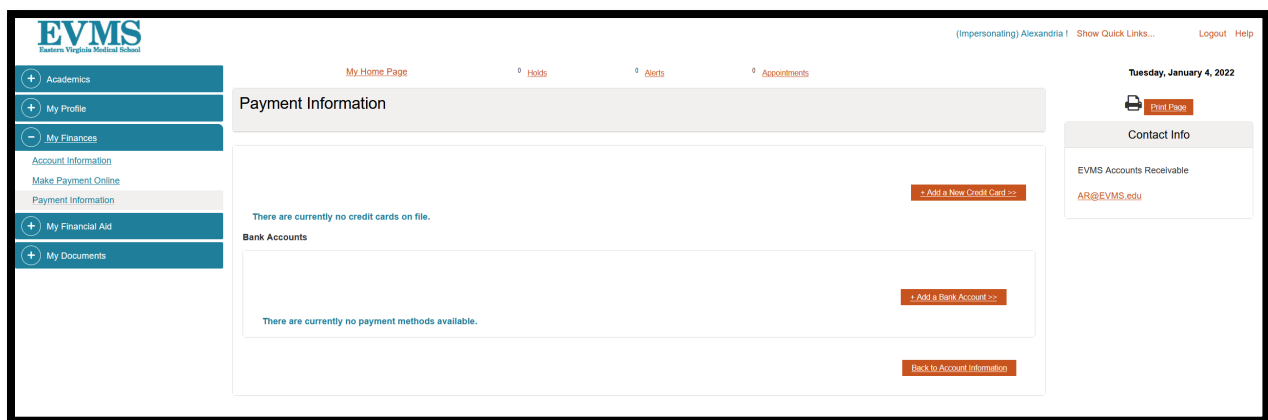 EVMS
Eastern Virginia Medical School
(Impersonating) Alexandria ! Show Quick Links... Logout Help
Academics
My Profile
My Finances
Account Information
Make Payment Online
Payment Information
My Financial Aid
My Documents
My Home Page 0 Holds 0 Alerts 0 Appointments
Payment Information
+ Add a New Credit Card >>
There are currently no credit cards on file.
Bank Accounts
+ Add a Bank Account >>
There are currently no payment methods available.
Back to Account Information
Tuesday, January 4, 2022
Print Page
Contact Info
EVMS Accounts Receivable
AR@EVMS.edu